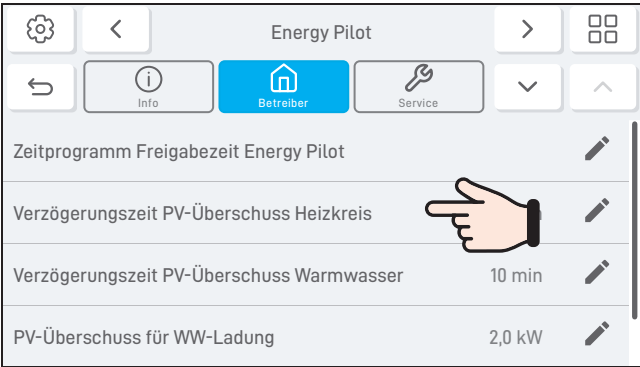 Energy Pilot
Info
Betreiber
Service
Zeitprogramm Freigabezeit Energy Pilot
Verzögerungszeit PV-Überschuss Heizkreis
Verzögerungszeit PV-Überschuss Warmwasser 10 min
PV-Überschuss für WW-Ladung 2,0 kW